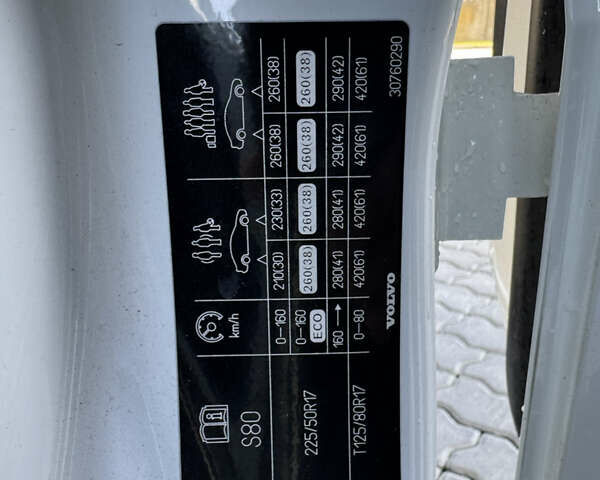 S80 km/h
0–160 210(30) 230(33) 260(38) 260(38)
225/50R17 0–160 ECO 260(38) 260(38) 260(38) 260(38)
160 → 280(41) 280(41) 290(42) 290(42)
T125/80R17 0–80 420(61) 420(61) 420(61) 420(61)
VOLVO 30760290